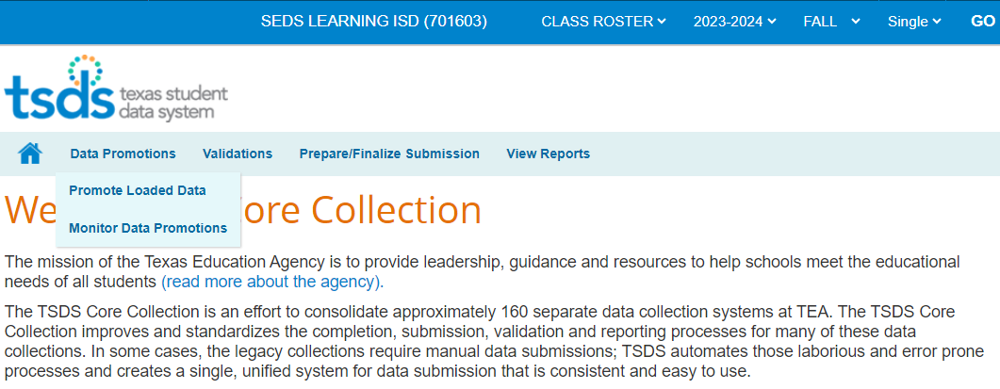 SEDS LEARNING ISD (701603) CLASS ROSTER 2023-2024 FALL Single GO
tsds texas student
data system
Data Promotions Validations Prepare/Finalize Submission View Reports
Promote Loaded Data
Monitor Data Promotions
We ore Collection
The mission of the Texas Education Agency is to provide leadership, guidance and resources to help schools meet the educational
needs of all students (read more about the agency).
The TSDS Core Collection is an effort to consolidate approximately 160 separate data collection systems at TEA. The TSDS Core
Collection improves and standardizes the completion, submission, validation and reporting processes for many of these data
collections. In some cases, the legacy collections require manual data submissions; TSDS automates those laborious and error prone
processes and creates a single, unified system for data submission that is consistent and easy to use.